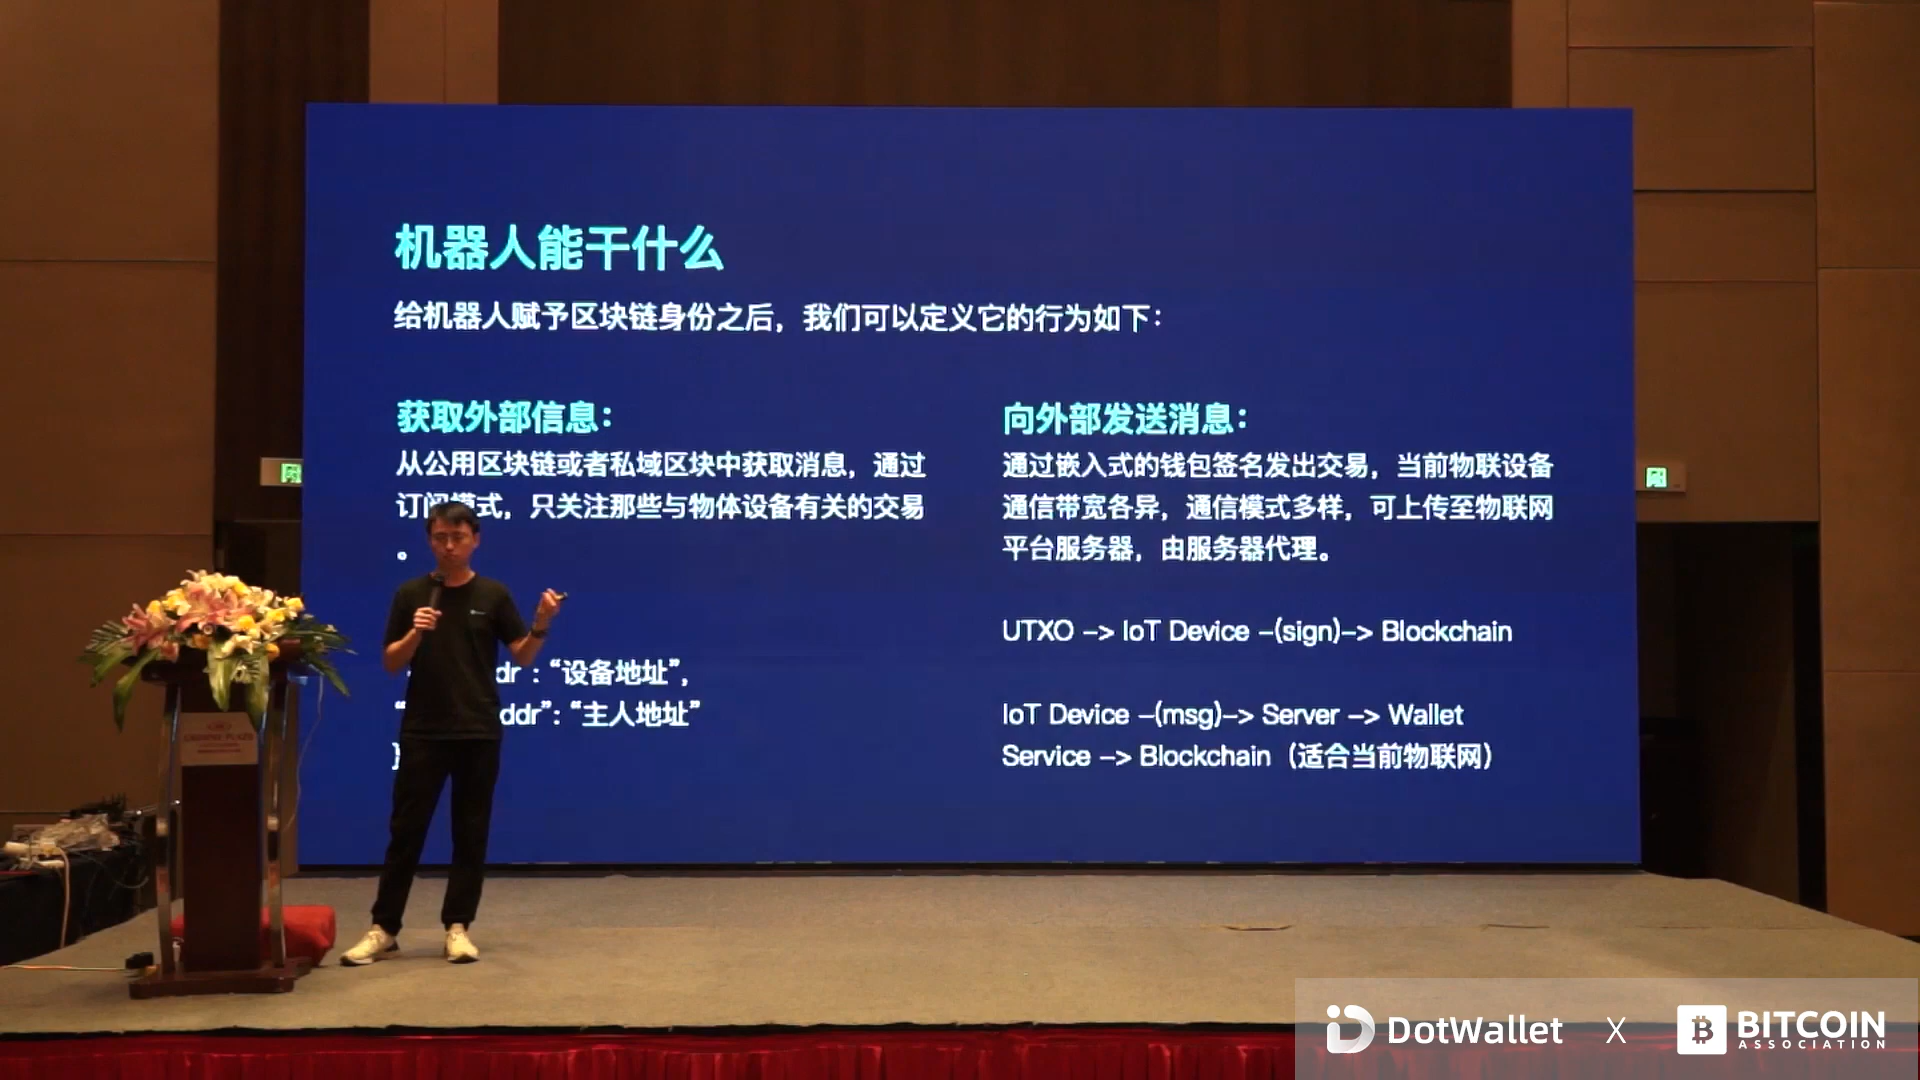 机器人能干什么
给机器人赋予区块链身份之后，我们可以定义它的行为如下：
获取外部信息：
从公用区块链或者私域区块中获取消息，通过
订阅模式，只关注那些与物体设备有关的交易
。
dr : “设备地址”,
ddr”: “主人地址”
}
向外部发送消息：
通过嵌入式的钱包签名发出交易，当前物联设备
通信带宽各异，通信模式多样，可上传至物联网
平台服务器，由服务器代理。
UTXO –> IoT Device –(sign)–> Blockchain
IoT Device –(msg)–> Server –> Wallet
Service –> Blockchain（适合当前物联网）
CROWNE PLAZA
DotWallet X BITCOIN
ASSOCIATION